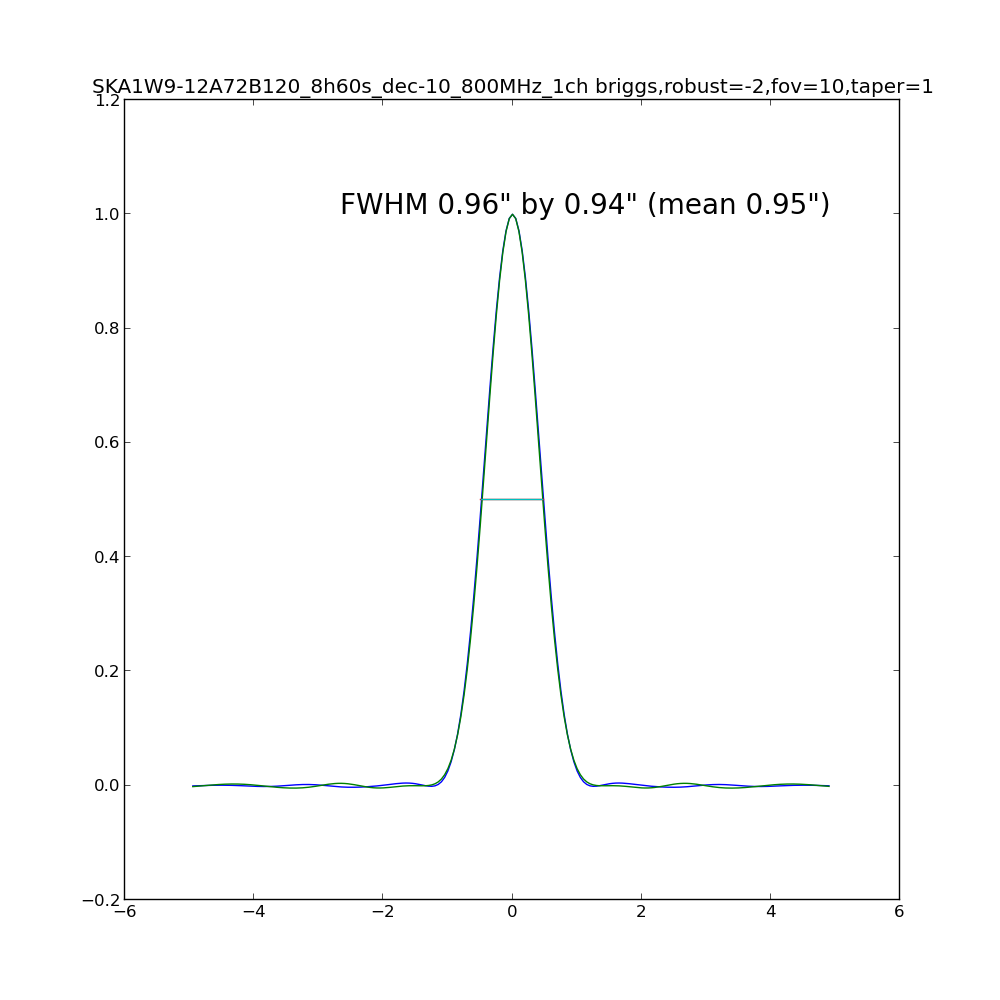 SKA1W9-12A72B120_8h60s_dec-10_800MHz_1ch briggs,robust=-2,fov=10,taper=1
1.2
FWHM 0.96" by 0.94" (mean 0.95")
1.0
0.8
0.6
0.4
0.2
0.0
−0.2
−6 −4 −2 0 2 4 6